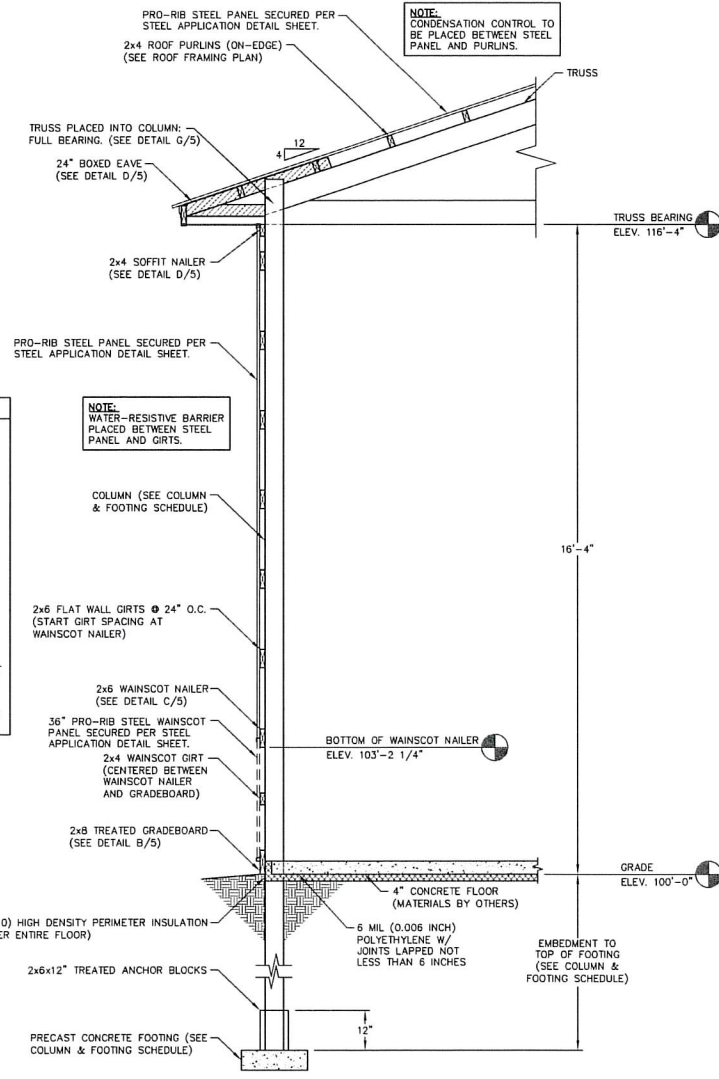 PRO-RIB STEEL PANEL SECURED PER
STEEL APPLICATION DETAIL SHEET.
NOTE:
CONDENSATION CONTROL TO
BE PLACED BETWEEN STEEL
PANEL AND PURLINS.
2x4 ROOF PURLINS (ON-EDGE)
(SEE ROOF FRAMING PLAN)
TRUSS
TRUSS PLACED INTO COLUMN:
FULL BEARING. (SEE DETAIL G/5)
12
4
24" BOXED EAVE
(SEE DETAIL D/5)
TRUSS BEARING
ELEV. 116'-4"
2x4 SOFFIT NAILER
(SEE DETAIL D/5)
PRO-RIB STEEL PANEL SECURED PER
STEEL APPLICATION DETAIL SHEET.
NOTE:
WATER-RESISTIVE BARRIER
PLACED BETWEEN STEEL
PANEL AND GIRTS.
COLUMN (SEE COLUMN
& FOOTING SCHEDULE)
16'-4"
2x6 FLAT WALL GIRTS @ 24" O.C.
(START GIRT SPACING AT
WAINSCOT NAILER)
2x6 WAINSCOT NAILER
(SEE DETAIL C/5)
36" PRO-RIB STEEL WAINSCOT
PANEL SECURED PER STEEL
APPLICATION DETAIL SHEET.
BOTTOM OF WAINSCOT NAILER
ELEV. 103'-2 1/4"
2x4 WAINSCOT GIRT
(CENTERED BETWEEN
WAINSCOT NAILER
AND GRADEBOARD)
2x8 TREATED GRADEBOARD
(SEE DETAIL B/5)
GRADE
ELEV. 100'-0"
4" CONCRETE FLOOR
(MATERIALS BY OTHERS)
0) HIGH DENSITY PERIMETER INSULATION
ER ENTIRE FLOOR)
6 MIL (0.006 INCH)
POLYETHYLENE W/
JOINTS LAPPED NOT
LESS THAN 6 INCHES
EMBEDMENT TO
TOP OF FOOTING
(SEE COLUMN &
FOOTING SCHEDULE)
2x6x12" TREATED ANCHOR BLOCKS
12"
PRECAST CONCRETE FOOTING (SEE
COLUMN & FOOTING SCHEDULE)